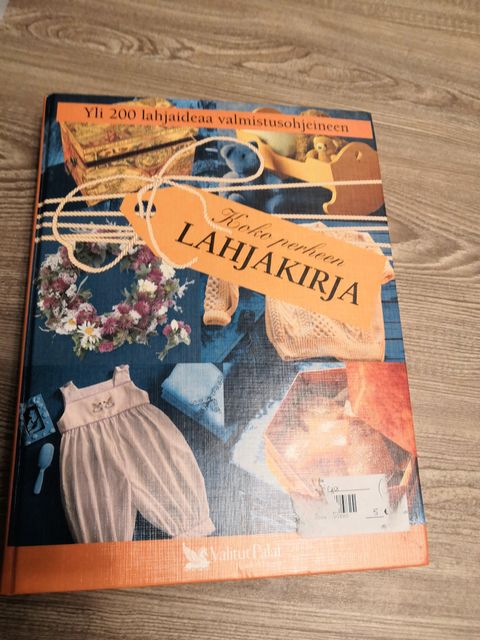 Yli 200 lahjaideaa valmistusohjeineen
Koko perheen
LAHJAKIRJA
5 €
Valitut Palat